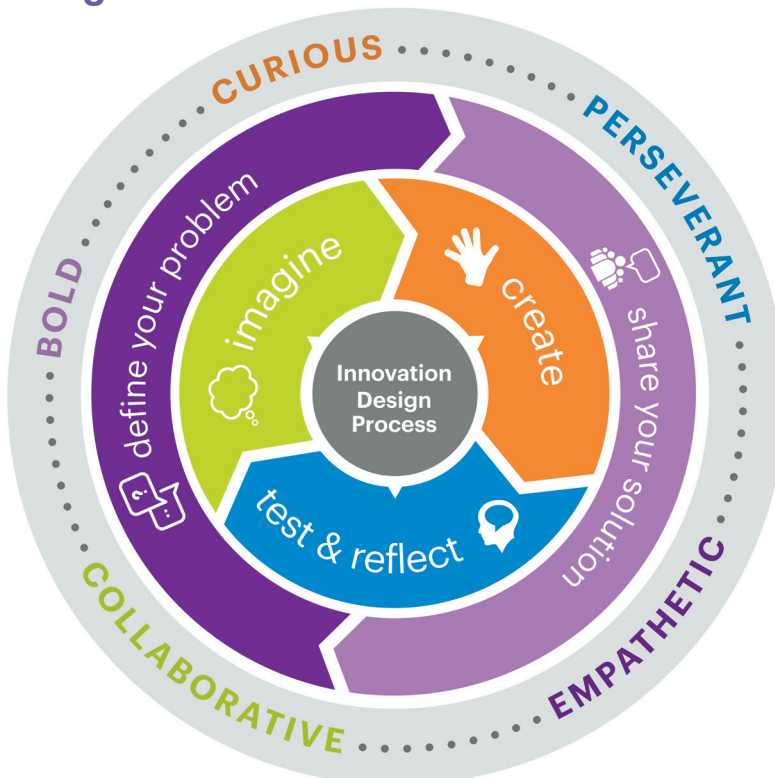 g
CURIOUS
PERSEVERANT
EMPATHETIC
COLLABORATIVE
BOLD
define your problem
share your solution
imagine
create
test & reflect
Innovation
Design
Process